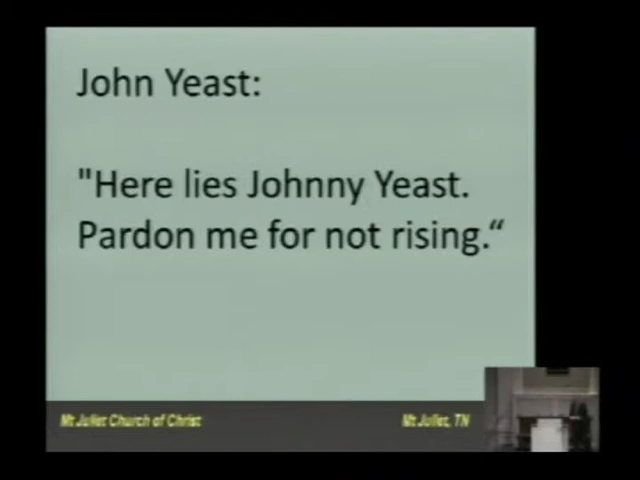 John Yeast:
"Here lies Johnny Yeast.
Pardon me for not rising.“
Mt Juliet Church of Christ
Mt Juliet, TN